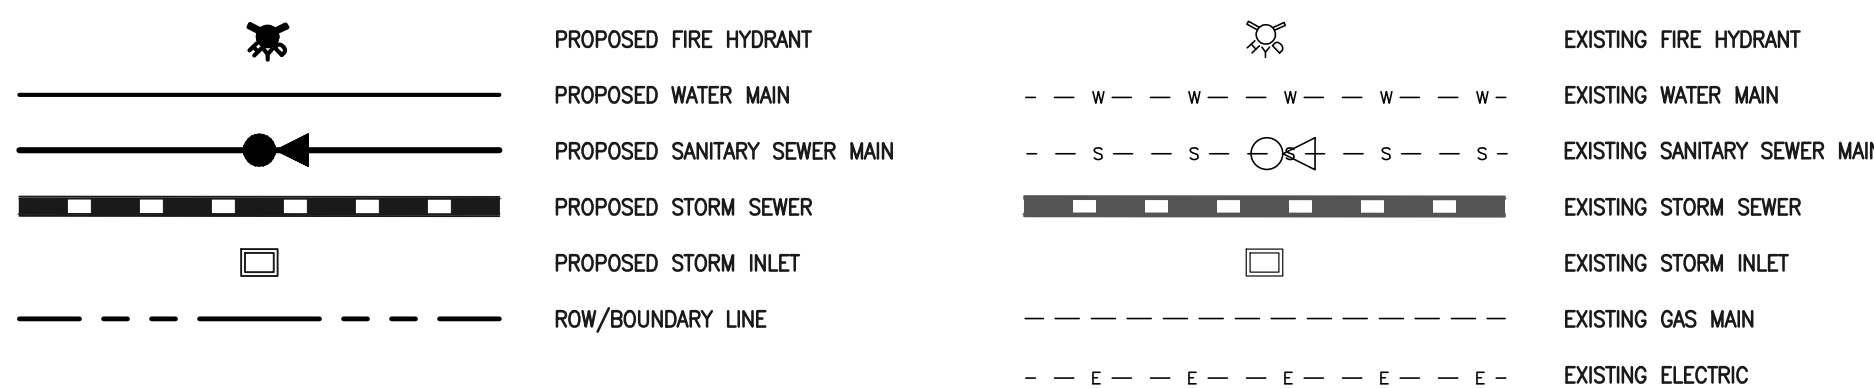 HYD PROPOSED FIRE HYDRANT
PROPOSED WATER MAIN
PROPOSED SANITARY SEWER MAIN
PROPOSED STORM SEWER
PROPOSED STORM INLET
ROW/BOUNDARY LINE
HYD EXISTING FIRE HYDRANT
W W W W W EXISTING WATER MAIN
S S S S S EXISTING SANITARY SEWER MAIN
EXISTING STORM SEWER
EXISTING STORM INLET
EXISTING GAS MAIN
E E E E E EXISTING ELECTRIC